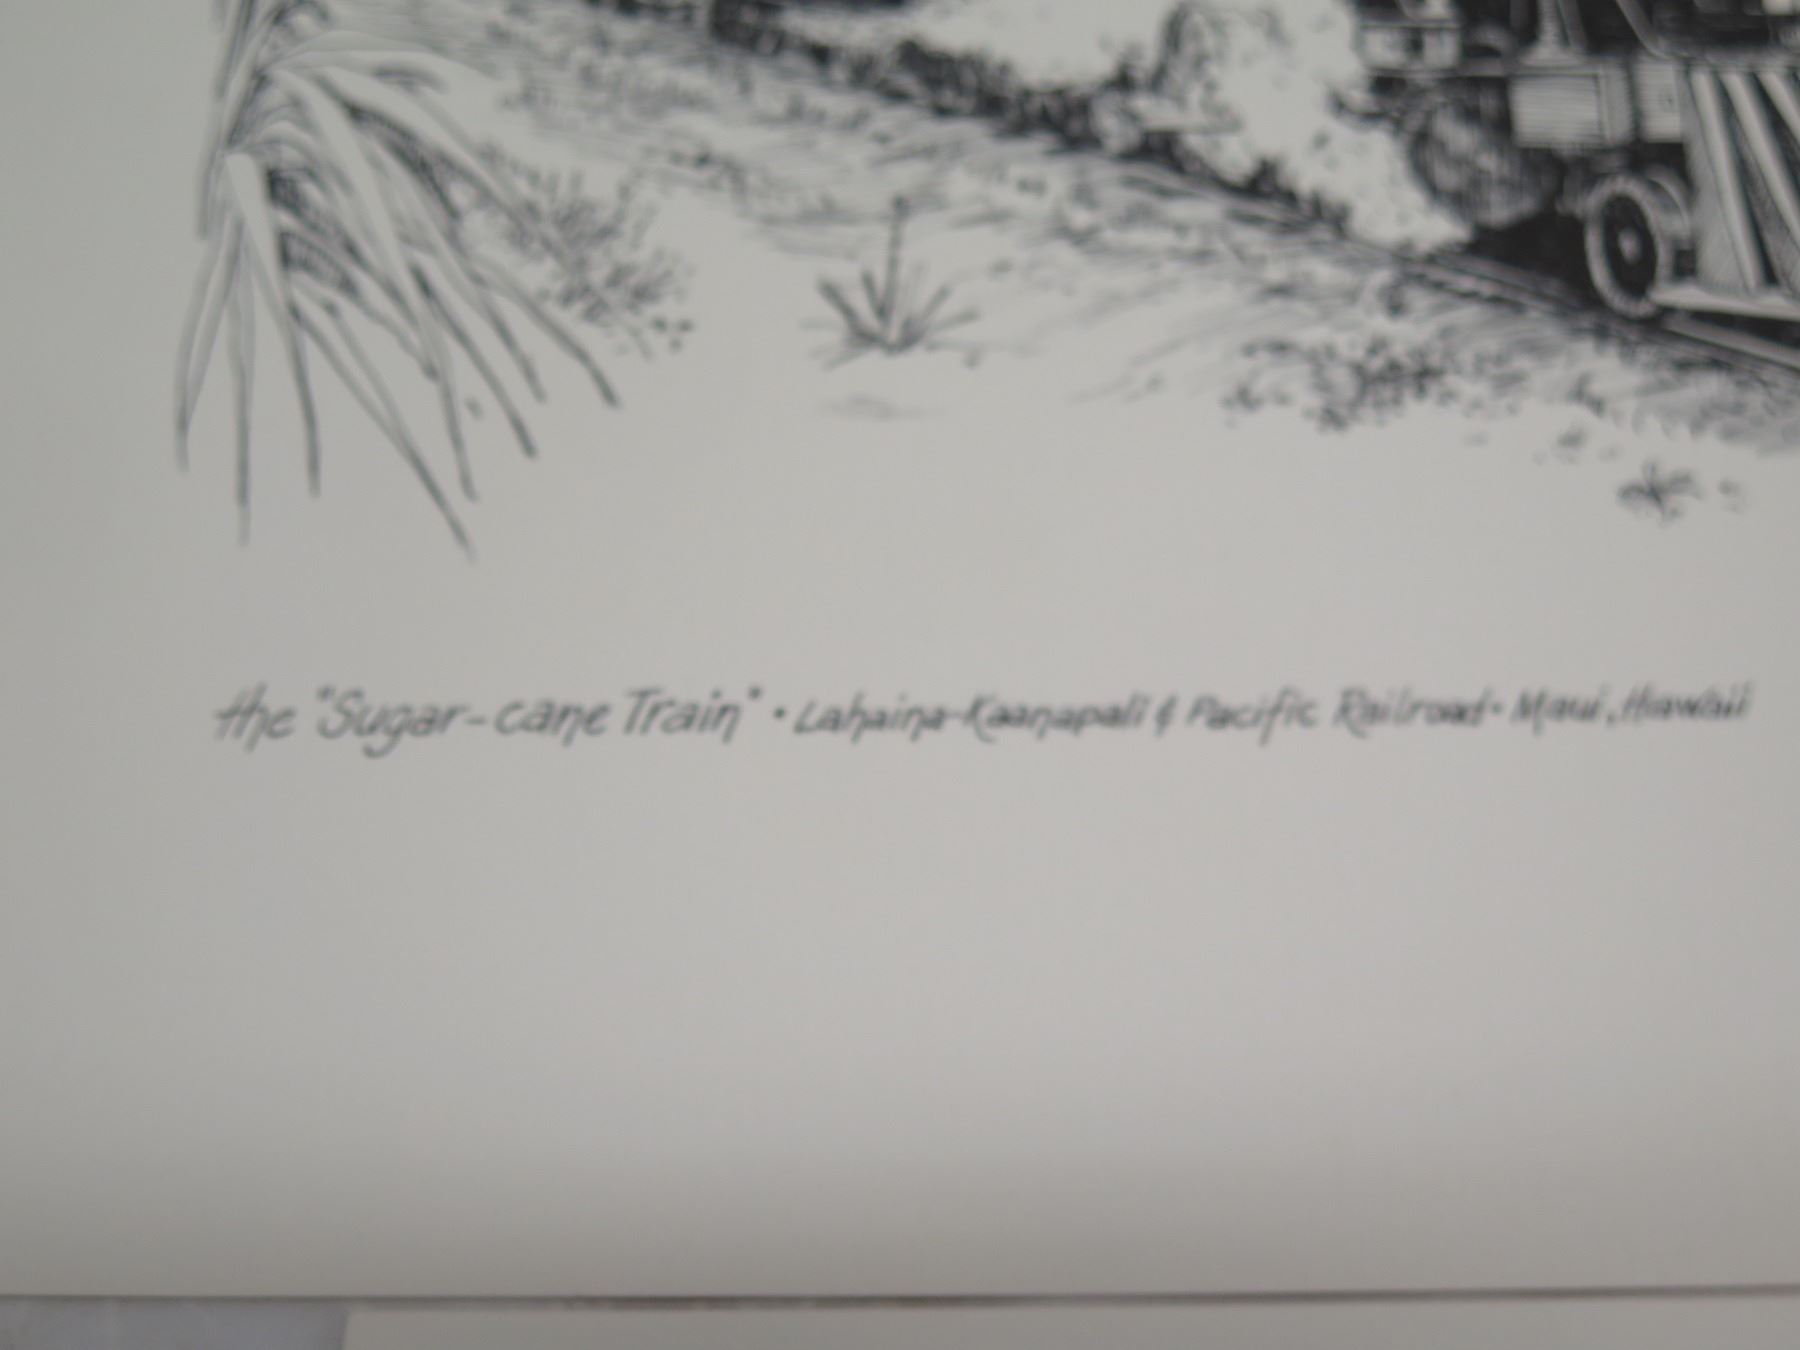 the "Sugar-cane Train" • Lahaina-Kaanapali & Pacific Railroad • Maui, Hawaii